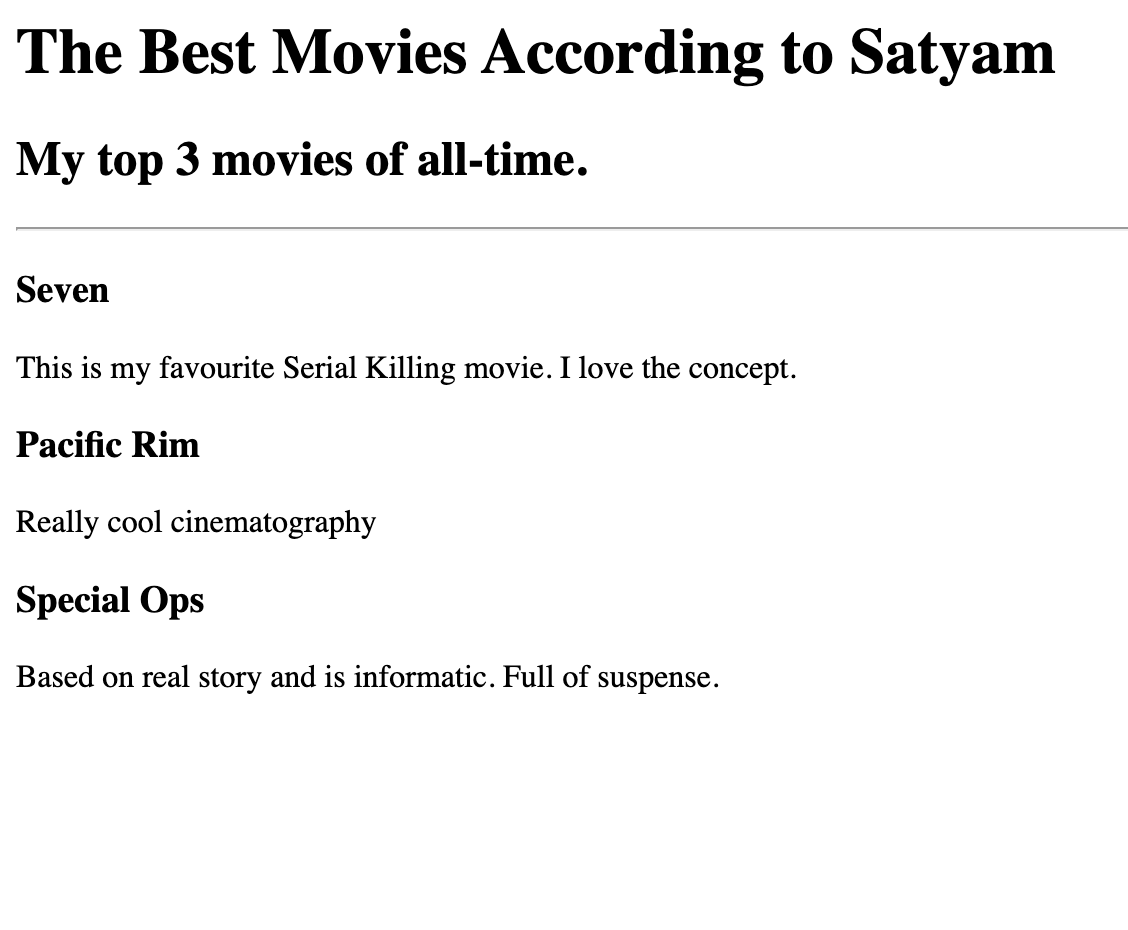 The Best Movies According to Satyam
My top 3 movies of all-time.
Seven
This is my favourite Serial Killing movie. I love the concept.
Pacific Rim
Really cool cinematography
Special Ops
Based on real story and is informatic. Full of suspense.